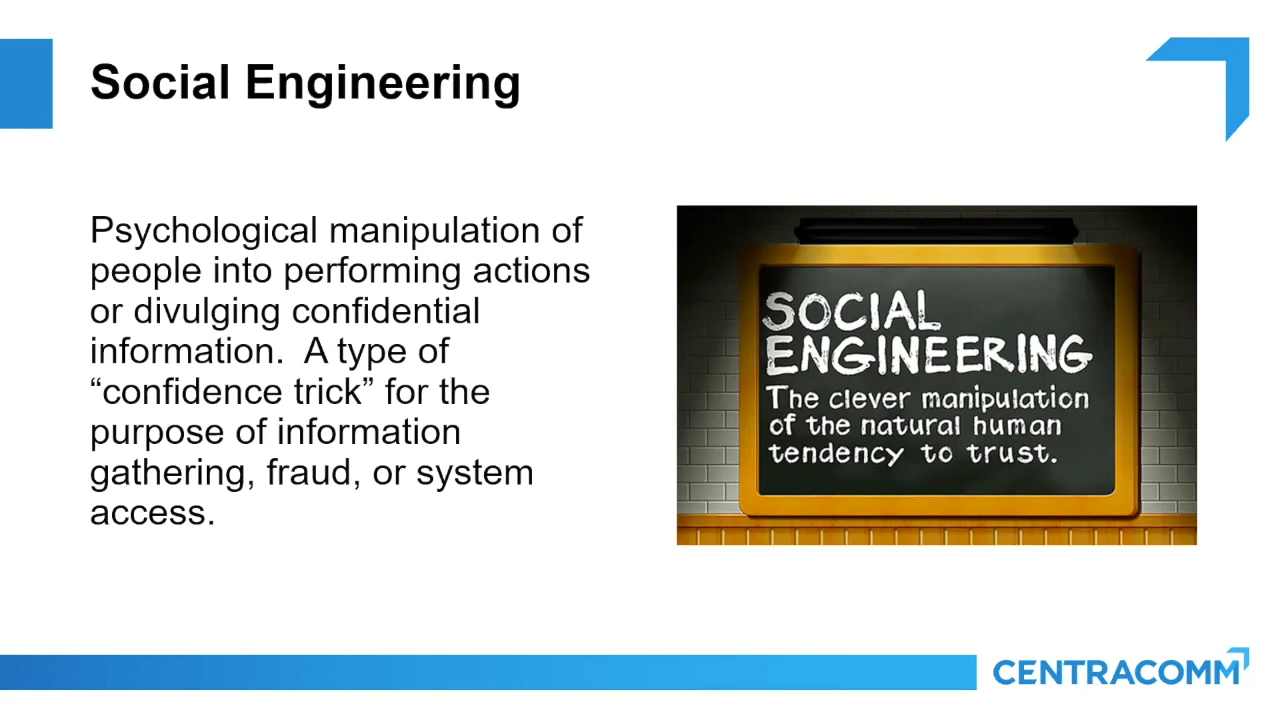 Social Engineering
Psychological manipulation of
people into performing actions
or divulging confidential
information.  A type of
“confidence trick” for the
purpose of information
gathering, fraud, or system
access.
SOCIAL
ENGINEERING
The clever manipulation
of the natural human
tendency to trust.
CENTRACOMM